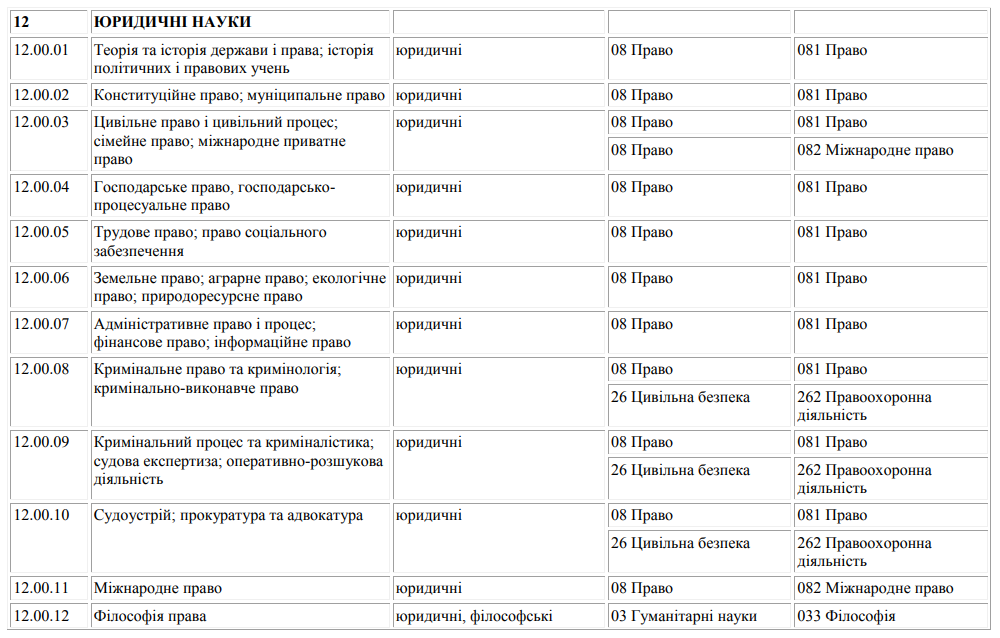 12 ЮРИДИЧНІ НАУКИ
12.00.01 Теорія та історія держави і права; історія юридичні 08 Право 081 Право
політичних і правових учень
12.00.02 Конституційне право; муніципальне право юридичні 08 Право 081 Право
12.00.03 Цивільне право і цивільний процес; юридичні 08 Право 081 Право
сімейне право; міжнародне приватне 08 Право 082 Міжнародне право
право
12.00.04 Господарське право, господарсько- юридичні 08 Право 081 Право
процесуальне право
12.00.05 Трудове право; право соціального юридичні 08 Право 081 Право
забезпечення
12.00.06 Земельне право; аграрне право; екологічне юридичні 08 Право 081 Право
право; природоресурсне право
12.00.07 Адміністративне право і процес; юридичні 08 Право 081 Право
фінансове право; інформаційне право
12.00.08 Кримінальне право та кримінологія; юридичні 08 Право 081 Право
кримінально-виконавче право 26 Цивільна безпека 262 Правоохоронна
діяльність
12.00.09 Кримінальний процес та криміналістика; юридичні 08 Право 081 Право
судова експертиза; оперативно-розшукова 26 Цивільна безпека 262 Правоохоронна
діяльність діяльність
12.00.10 Судоустрій; прокуратура та адвокатура юридичні 08 Право 081 Право
26 Цивільна безпека 262 Правоохоронна
діяльність
12.00.11 Міжнародне право юридичні 08 Право 082 Міжнародне право
12.00.12 Філософія права юридичні, філософські 03 Гуманітарні науки 033 Філософія